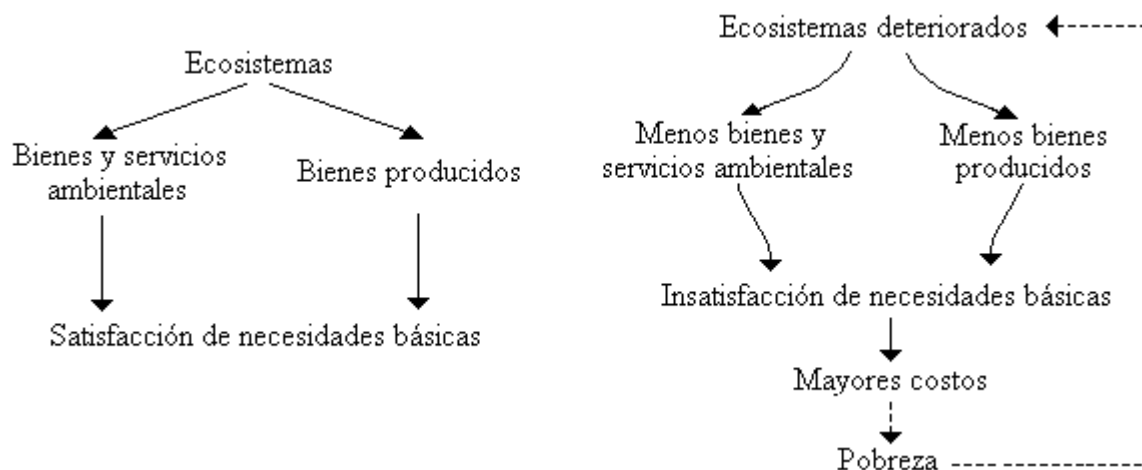 Ecosistemas
Bienes y servicios
ambientales
Bienes producidos
Satisfacción de necesidades básicas
Ecosistemas deteriorados
Menos bienes y
servicios ambientales
Menos bienes
producidos
Insatisfacción de necesidades básicas
Mayores costos
Pobreza